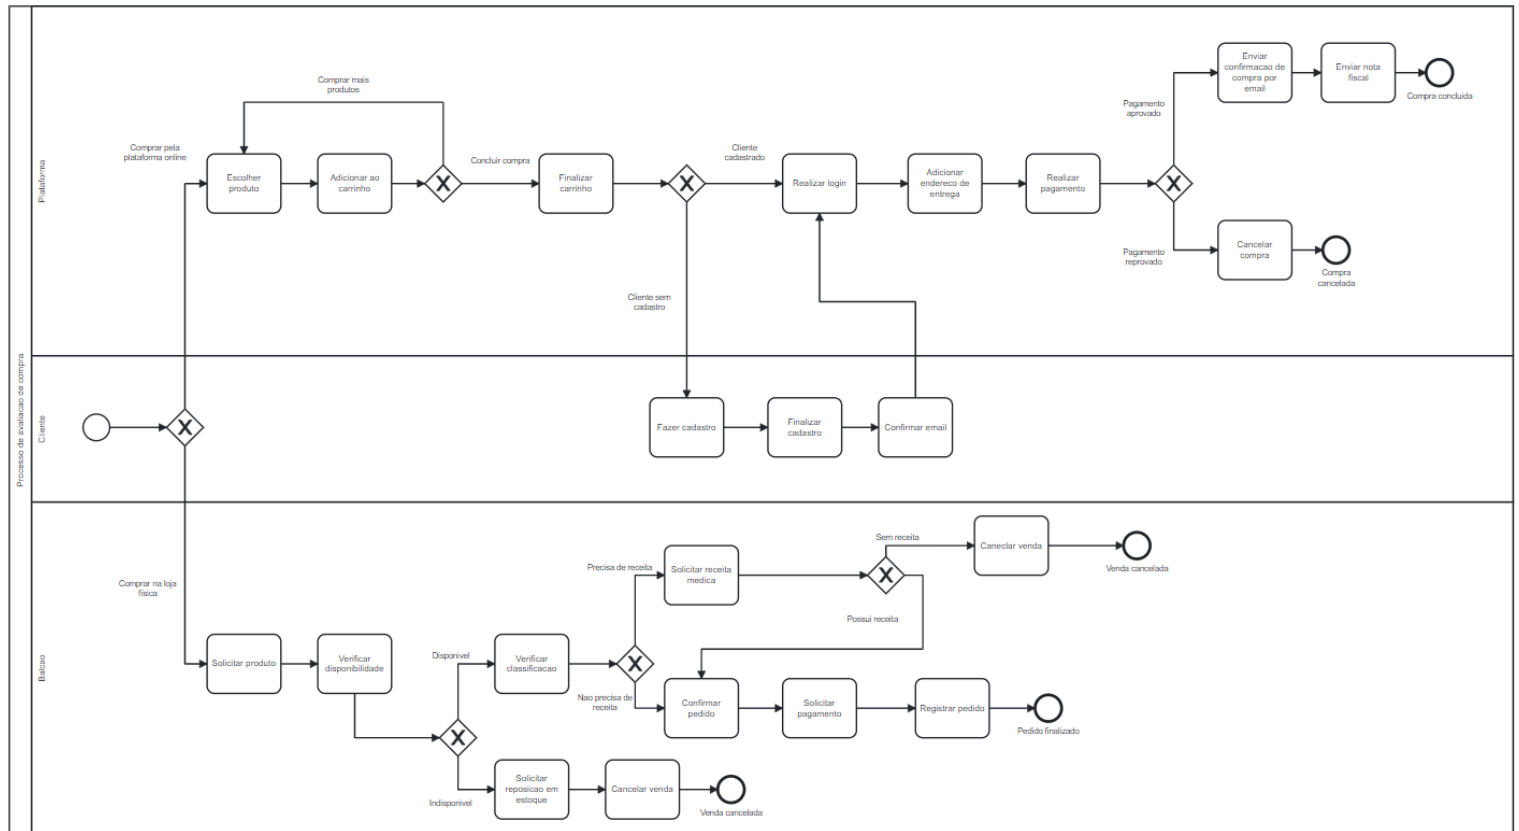 Processo de avaliacao de compra
Plataforma
Comprar mais
produtos
Comprar pela
plataforma online
Escolher
produto
Adicionar ao
carrinho
Concluir compra
Finalizar
carrinho
Cliente
cadastrado
Realizar login
Adicionar
endereco de
entrega
Realizar
pagamento
Pagamento
aprovado
Enviar
confirmacao de
compra por
email
Enviar nota
fiscal
Compra concluida
Pagamento
reprovado
Cancelar
compra
Compra
cancelada
Cliente sem
cadastro
Cliente
Fazer cadastro
Finalizar
cadastro
Confirmar email
Balcao
Comprar na loja
física
Solicitar produto
Verificar
disponibilidade
Disponivel
Verificar
classificacao
Precisa de receita
Solicitar receita
medica
Sem receita
Caneclar venda
Venda cancelada
Possui receita
Nao precisa de
receita
Confirmar
pedido
Solicitar
pagamento
Registrar pedido
Pedido finalizado
Indisponivel
Solicitar
reposicao em
estoque
Cancelar venda
Venda cancelada